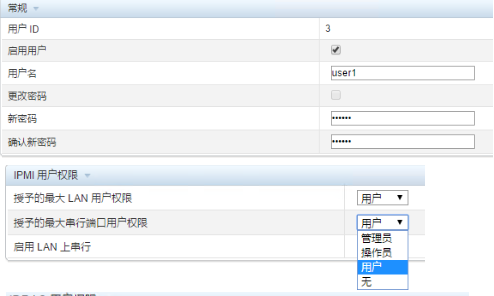 常规
用户 ID 3
启用用户
用户名 user1
更改密码
新密码 ••••••
确认新密码 ••••••
IPMI 用户权限
授予的最大 LAN 用户权限 用户
授予的最大串行端口用户权限 用户
管理员
启用 LAN 上串行 操作员
用户
无